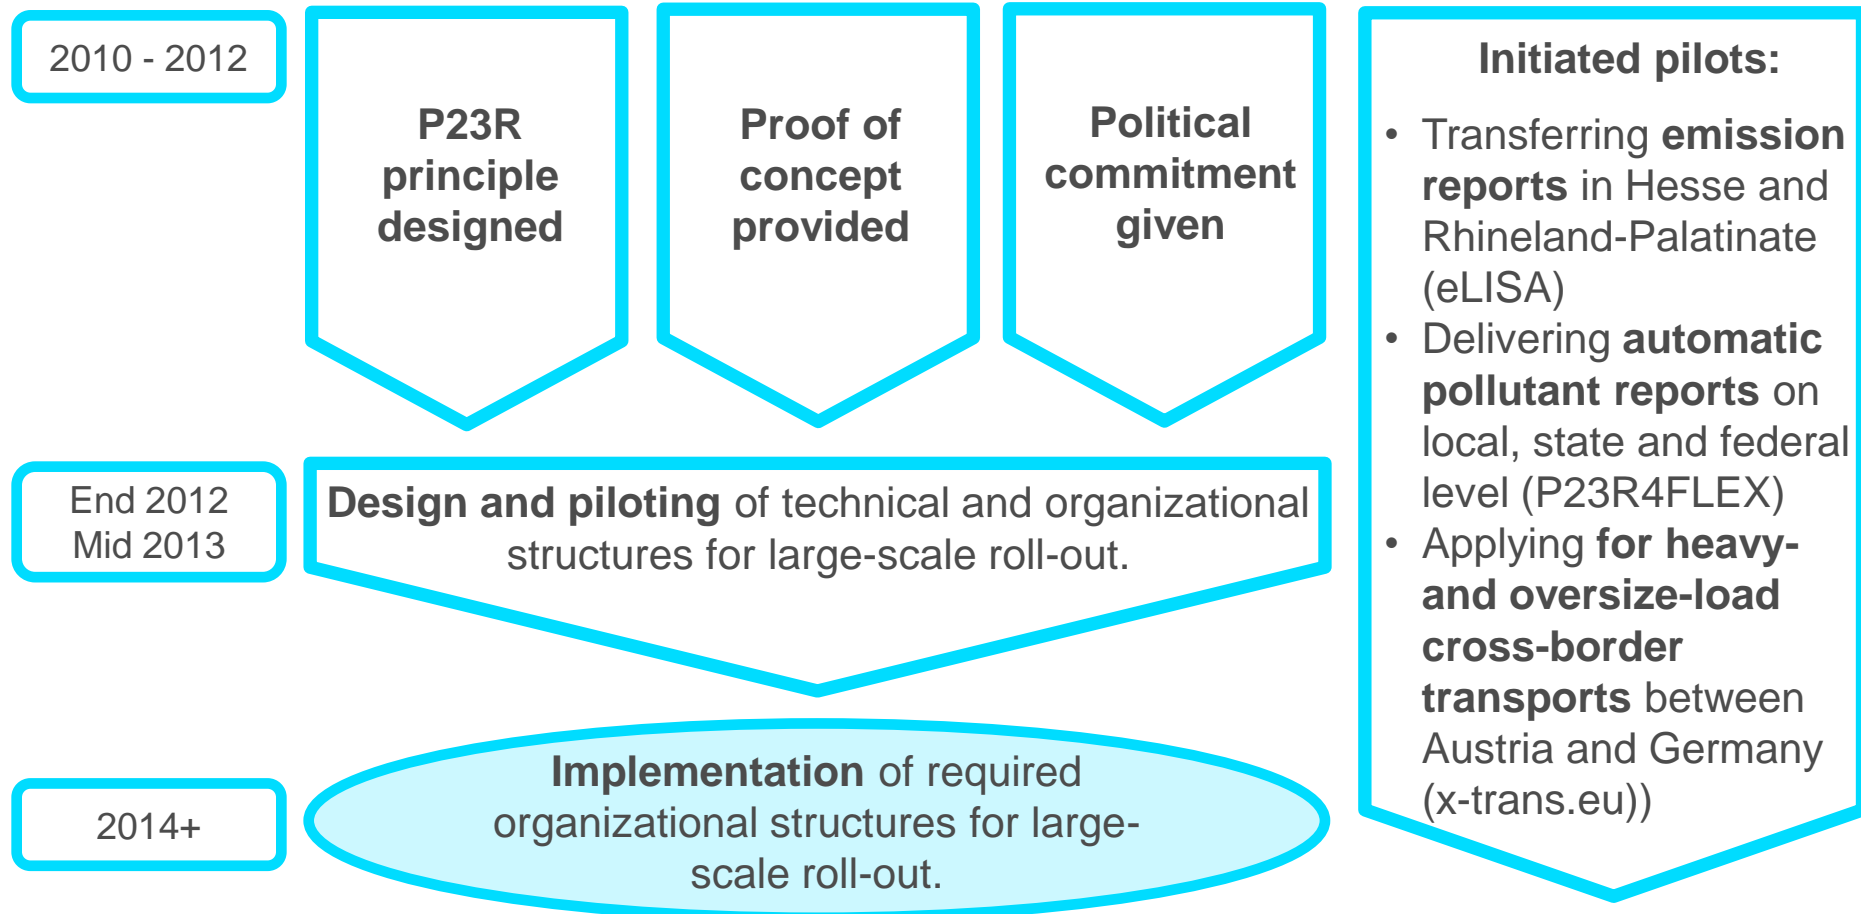 2010 - 2012
P23R
principle
designed
Proof of
concept
provided
Political
commitment
given
End 2012
Mid 2013
Design and piloting of technical and organizational
structures for large-scale roll-out.
2014+
Implementation of required
organizational structures for large-
scale roll-out.
Initiated pilots:
• Transferring emission
reports in Hesse and
Rhineland-Palatinate
(eLISA)
• Delivering automatic
pollutant reports on
local, state and federal
level (P23R4FLEX)
• Applying for heavy-
and oversize-load
cross-border
transports between
Austria and Germany
(x-trans.eu))